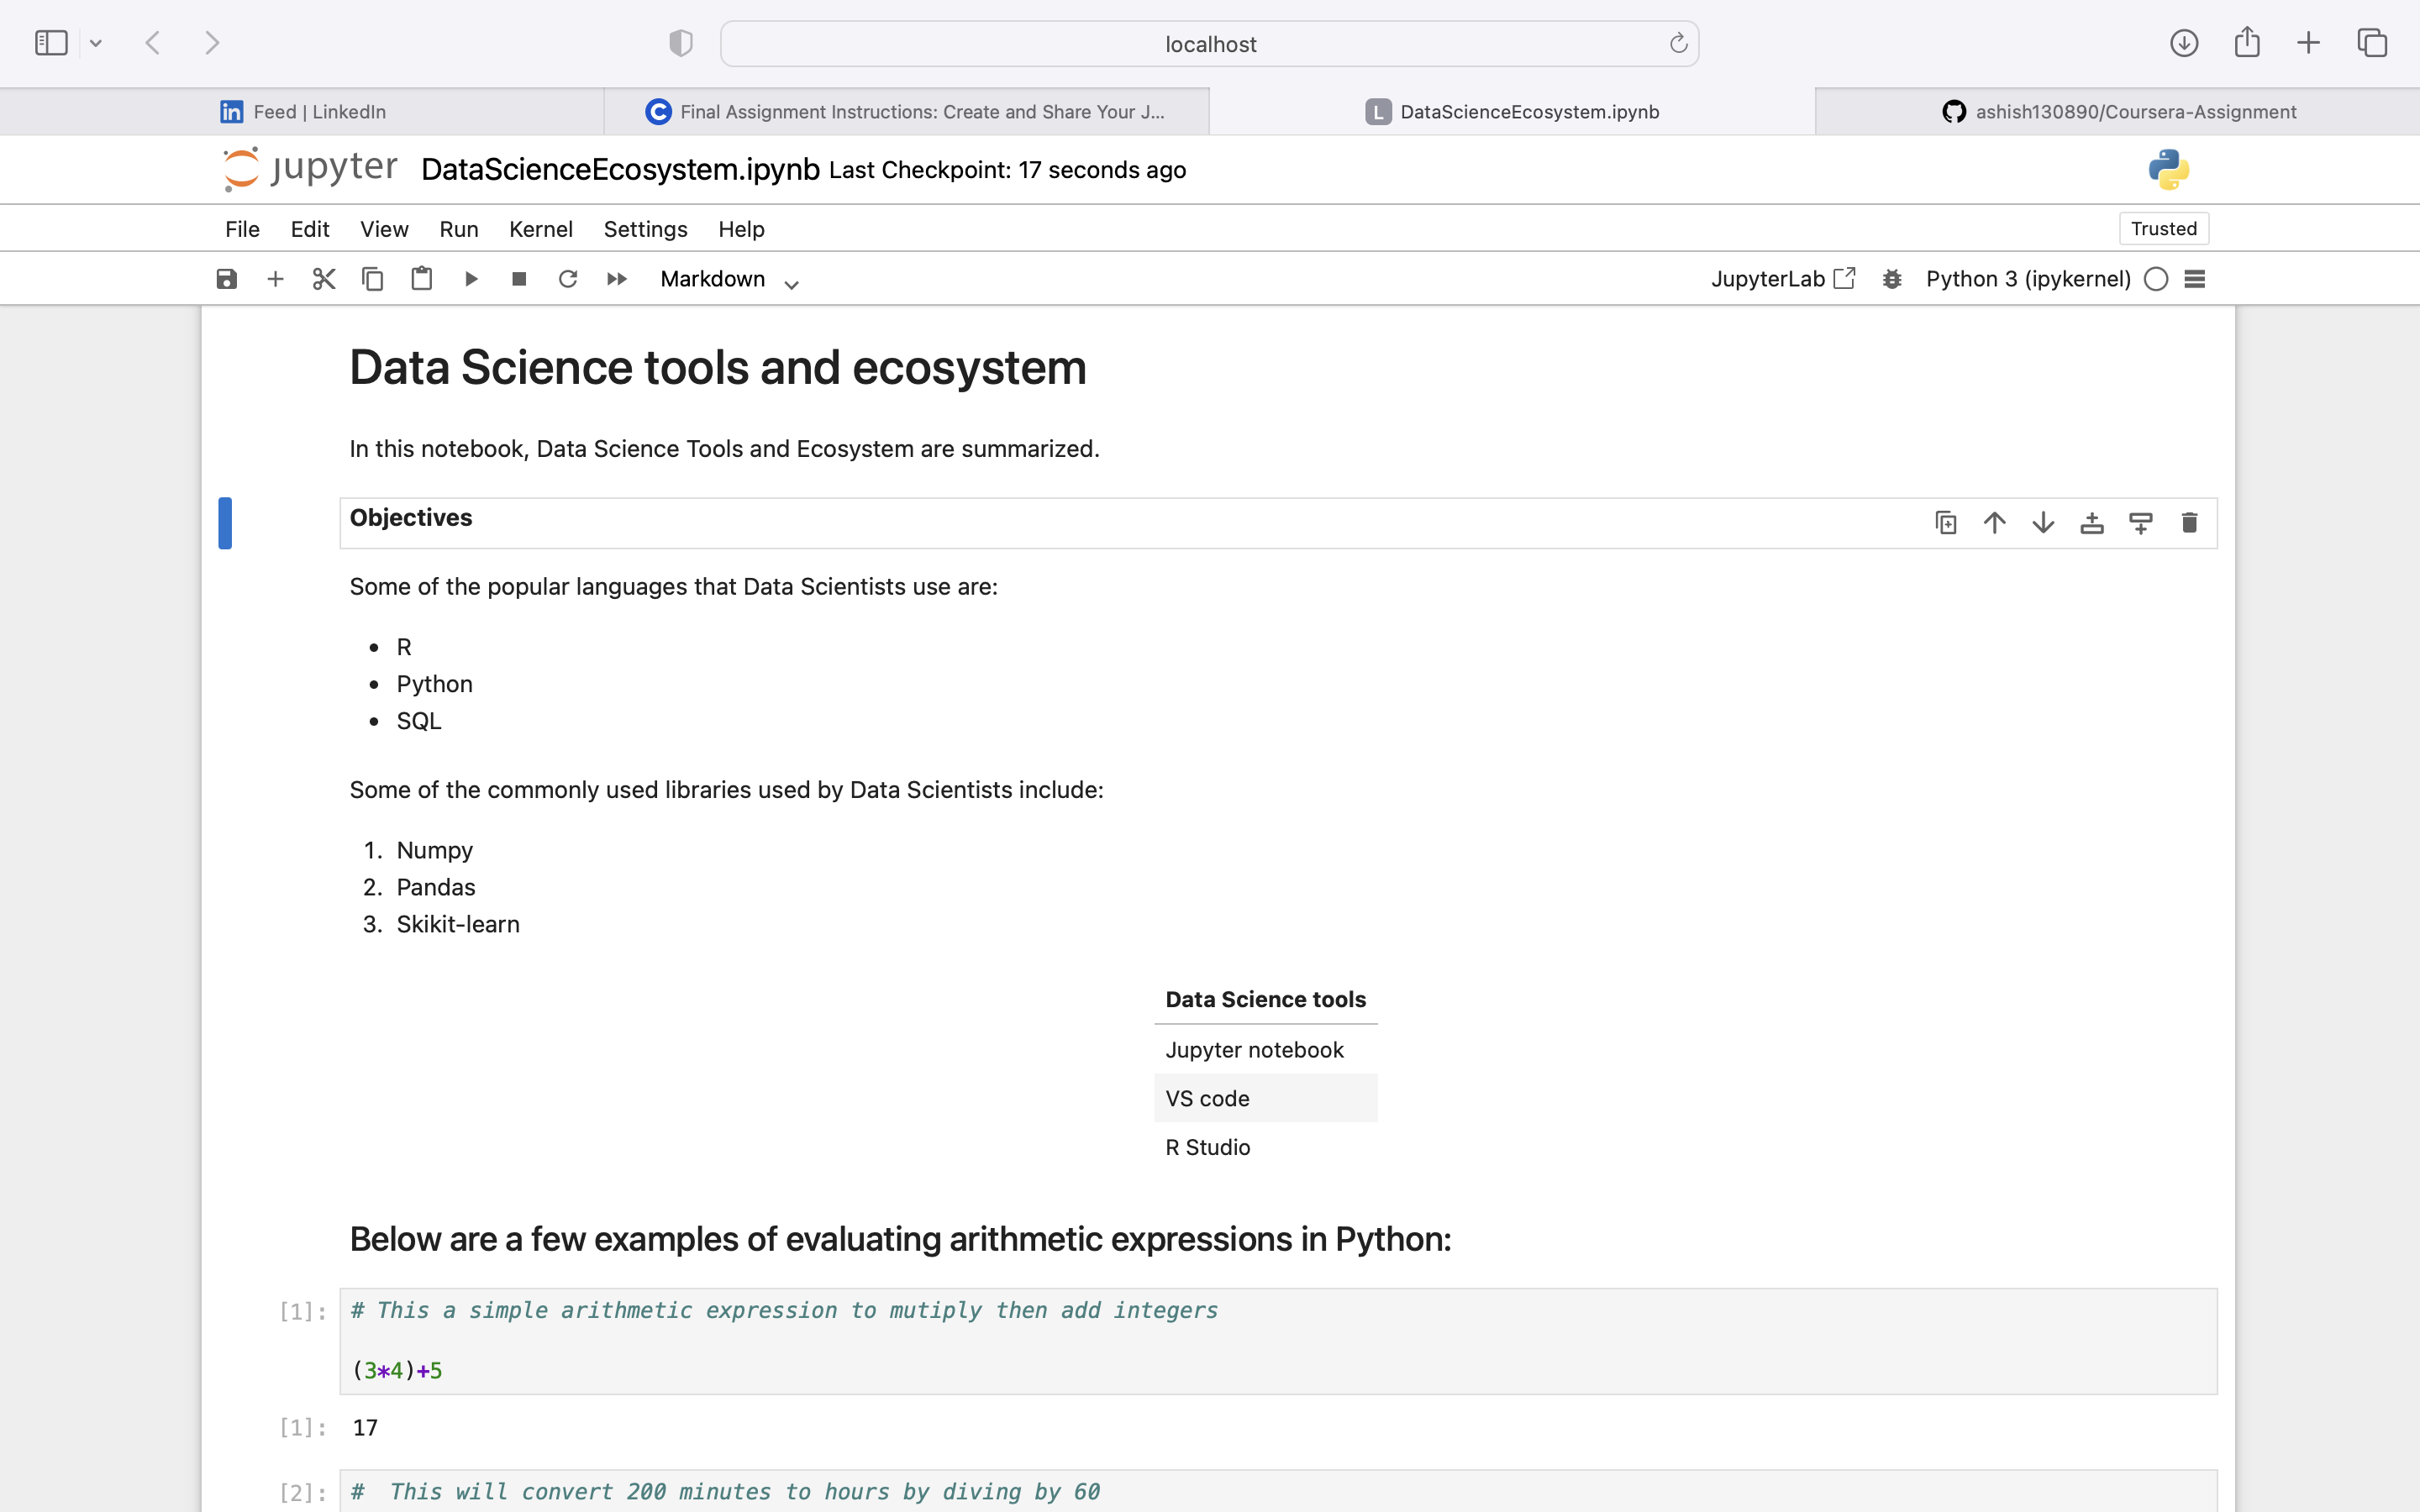 localhost
Feed | LinkedIn
Final Assignment Instructions: Create and Share Your J...
L DataScienceEcosystem.ipynb
ashish130890/Coursera-Assignment
jupyter DataScienceEcosystem.ipynb Last Checkpoint: 17 seconds ago
File Edit View Run Kernel Settings Help
Trusted
Markdown
JupyterLab
Python 3 (ipykernel)
Data Science tools and ecosystem
In this notebook, Data Science Tools and Ecosystem are summarized.
Objectives
Some of the popular languages that Data Scientists use are:
• R
• Python
• SQL
Some of the commonly used libraries used by Data Scientists include:
1. Numpy
2. Pandas
3. Skikit-learn
Data Science tools
Jupyter notebook
VS code
R Studio
Below are a few examples of evaluating arithmetic expressions in Python:
[1]: # This a simple arithmetic expression to mutiply then add integers
(3*4)+5
[1]: 17
[2]: #  This will convert 200 minutes to hours by diving by 60